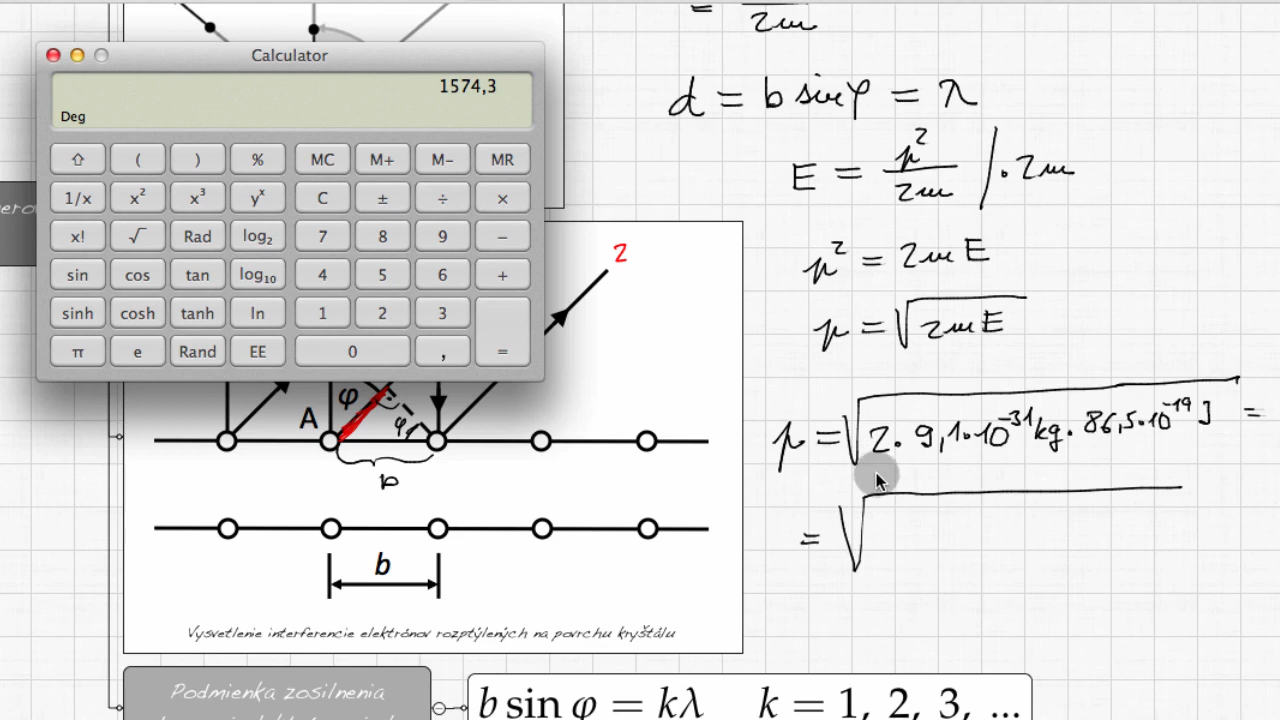 Calculator
1574,3
Deg
⇧ ( ) % MC M+ M- MR
1/x x² x³ yˣ C ± ÷ ×
x! √ Rad log₂ 7 8 9 −
sin cos tan log₁₀ 4 5 6 +
sinh cosh tanh ln 1 2 3
π e Rand EE 0 , =
= 2m
d = b sin φ = λ
E = p²/2m /·2m
p² = 2mE
p = √2mE
p = √2·9,1·10⁻³¹kg·86,5·10⁻¹⁹J =
= √
2
φ
A
φ
b
b
Vysvetlenie interferencie elektrónov rozptýlených na povrchu kryštálu
Podmienka zosilnenia
b sin φ = kλ k = 1, 2, 3, ...